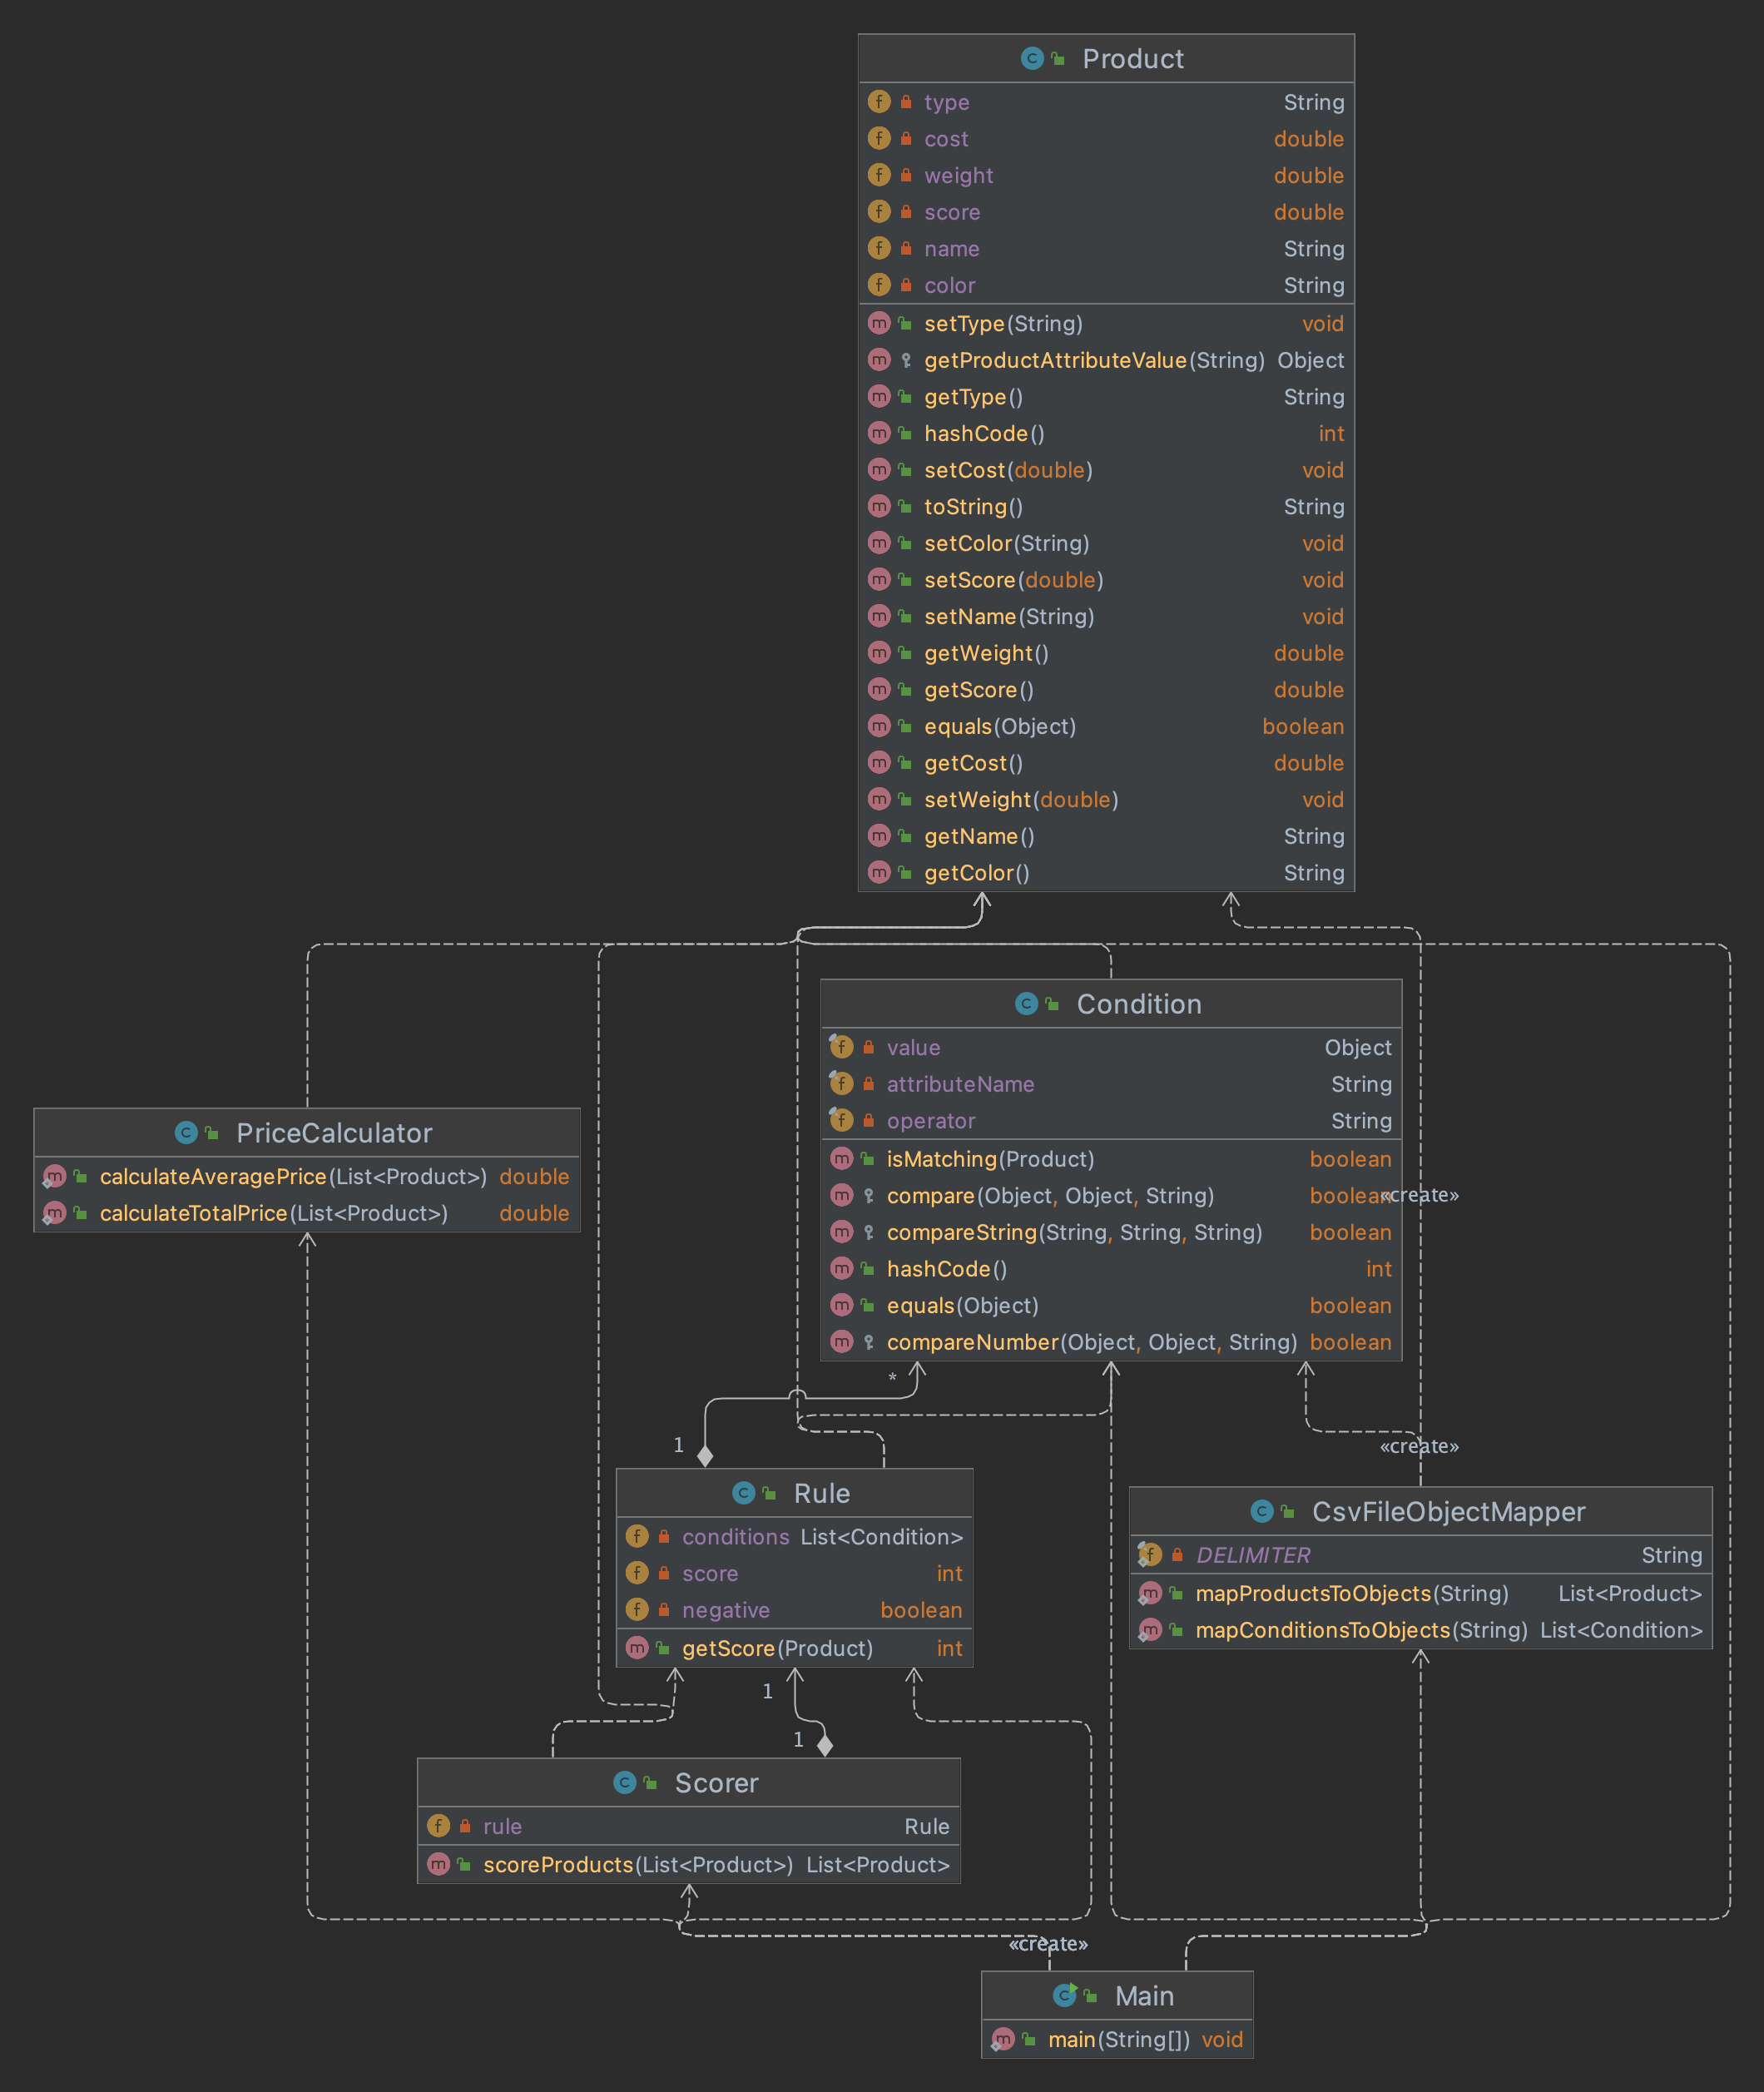 Product
type String
cost double
weight double
score double
name String
color String
setType(String) void
getProductAttributeValue(String) Object
getType() String
hashCode() int
setCost(double) void
toString() String
setColor(String) void
setScore(double) void
setName(String) void
getWeight() double
getScore() double
equals(Object) boolean
getCost() double
setWeight(double) void
getName() String
getColor() String
Condition
value Object
attributeName String
operator String
isMatching(Product) boolean
compare(Object, Object, String) boolean
«create»
compareString(String, String, String) boolean
hashCode() int
equals(Object) boolean
compareNumber(Object, Object, String) boolean
PriceCalculator
calculateAveragePrice(List<Product>) double
calculateTotalPrice(List<Product>) double
*
1
«create»
Rule
conditions List<Condition>
score int
negative boolean
getScore(Product) int
CsvFileObjectMapper
DELIMITER String
mapProductsToObjects(String) List<Product>
mapConditionsToObjects(String) List<Condition>
1
1
Scorer
rule Rule
scoreProducts(List<Product>) List<Product>
«create»
Main
main(String[]) void